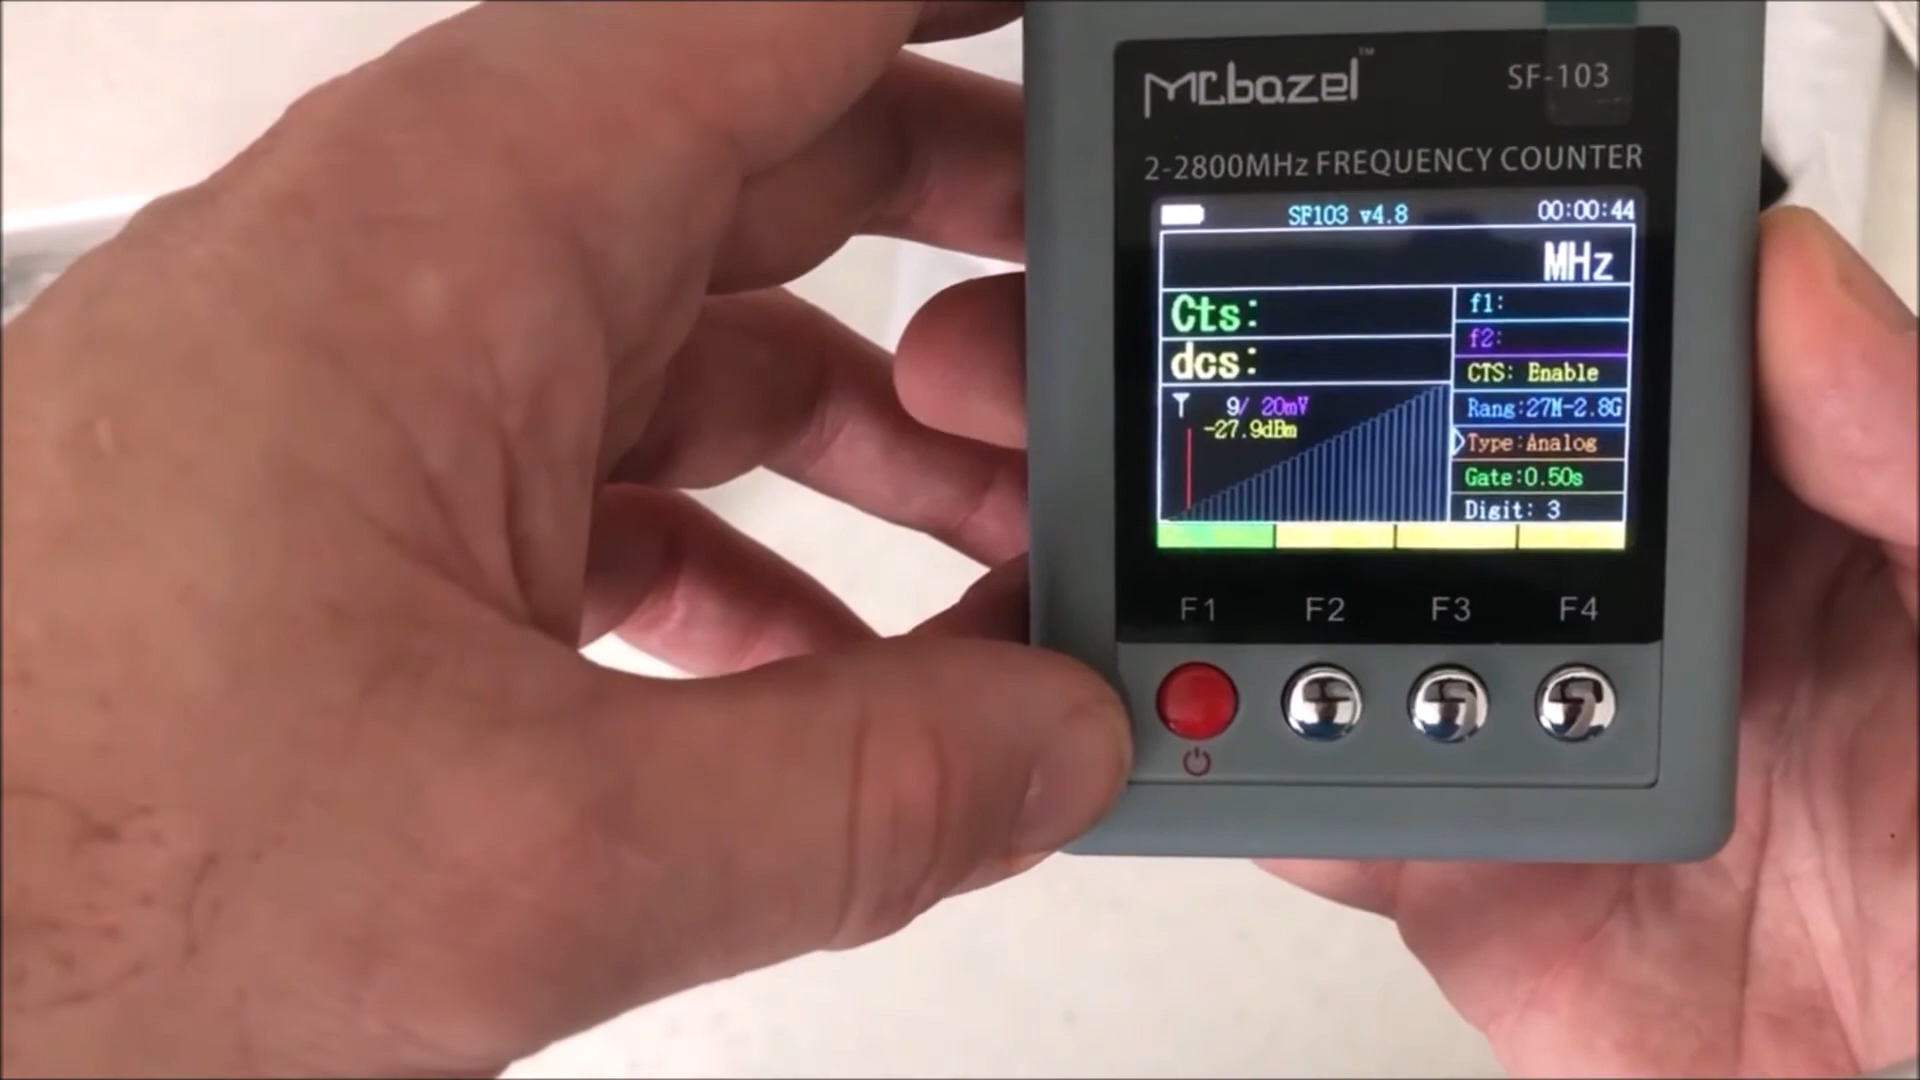 Mcbazel™
SF-103
2-2800MHz FREQUENCY COUNTER
SF103 v4.8 00:00:44
MHz
Cts:
dcs:
9/ 20mV
-27.9dBm
f1:
f2:
CTS: Enable
Rang:27M-2.8G
Type:Analog
Gate:0.50s
Digit: 3
F1 F2 F3 F4